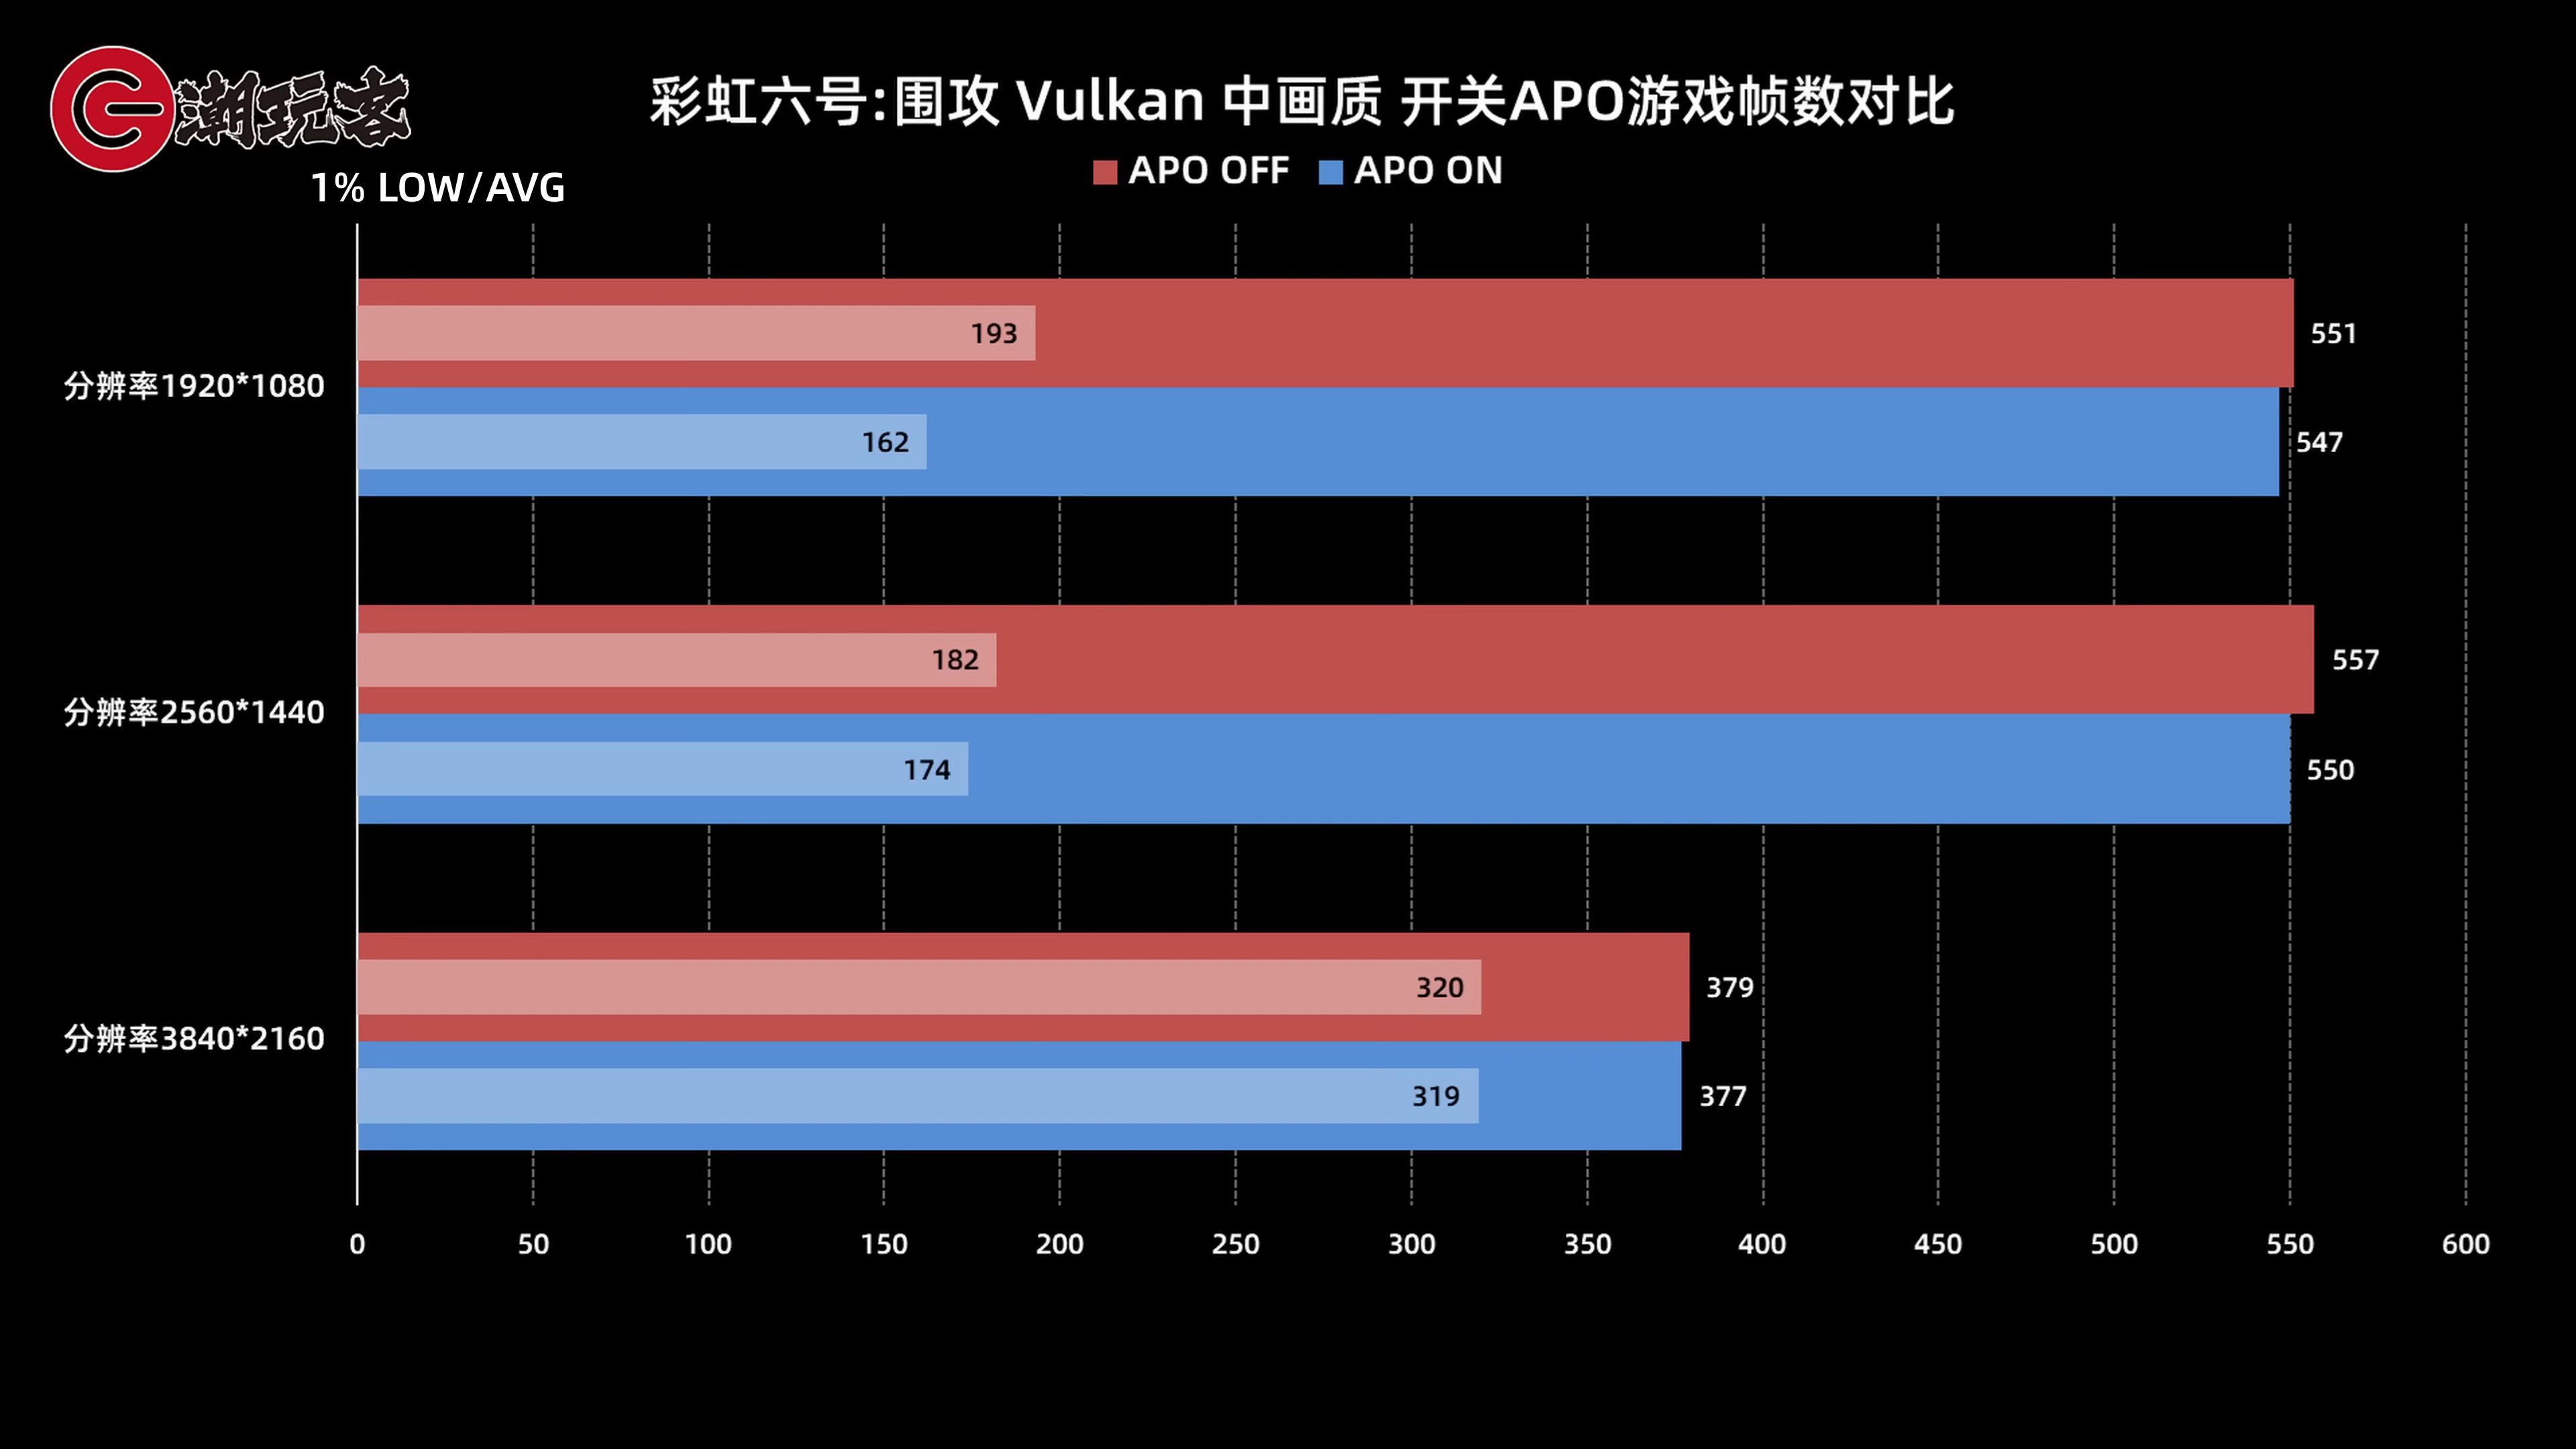 潮玩客
彩虹六号:围攻 Vulkan 中画质 开关APO游戏帧数对比
APO OFF APO ON
1% LOW/AVG
193 551
分辨率1920*1080
162 547
182 557
分辨率2560*1440
174 550
320 379
分辨率3840*2160
319 377
0 50 100 150 200 250 300 350 400 450 500 550 600